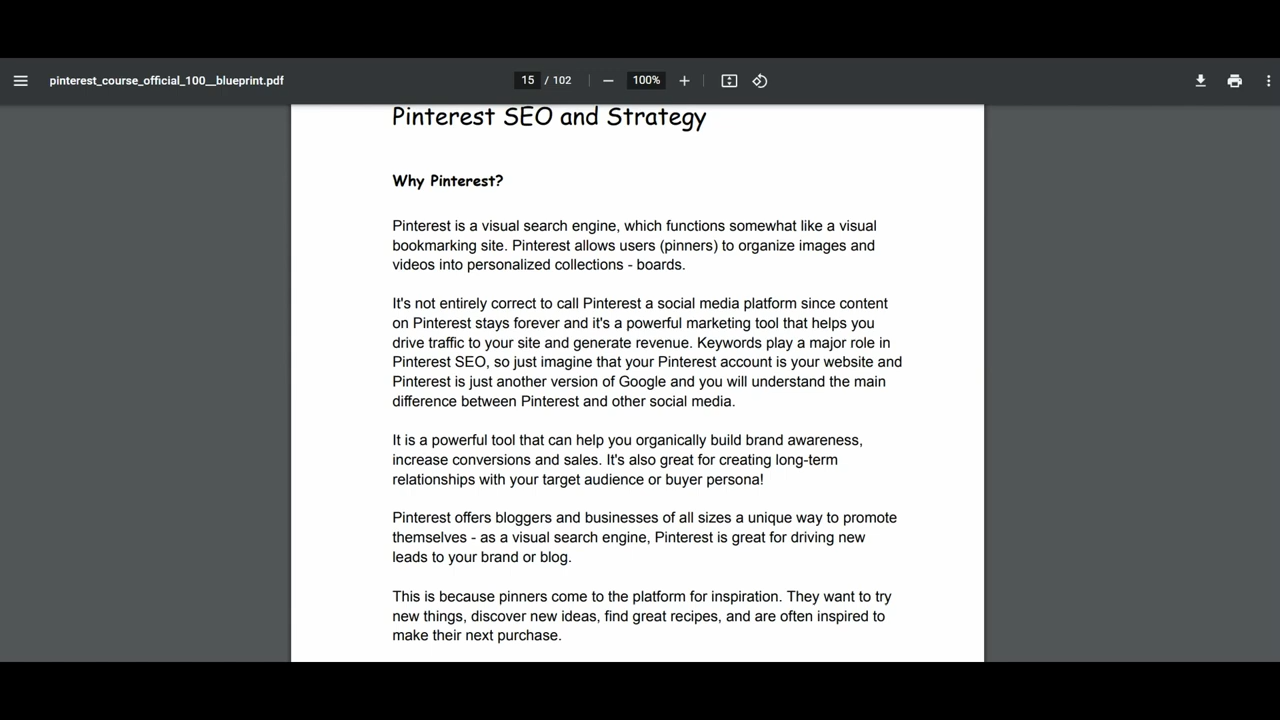 pinterest_course_official_100__blueprint.pdf
15 / 102
100%
Pinterest SEO and Strategy
Why Pinterest?
Pinterest is a visual search engine, which functions somewhat like a visual
bookmarking site. Pinterest allows users (pinners) to organize images and
videos into personalized collections - boards.
It's not entirely correct to call Pinterest a social media platform since content
on Pinterest stays forever and it's a powerful marketing tool that helps you
drive traffic to your site and generate revenue. Keywords play a major role in
Pinterest SEO, so just imagine that your Pinterest account is your website and
Pinterest is just another version of Google and you will understand the main
difference between Pinterest and other social media.
It is a powerful tool that can help you organically build brand awareness,
increase conversions and sales. It's also great for creating long-term
relationships with your target audience or buyer persona!
Pinterest offers bloggers and businesses of all sizes a unique way to promote
themselves - as a visual search engine, Pinterest is great for driving new
leads to your brand or blog.
This is because pinners come to the platform for inspiration. They want to try
new things, discover new ideas, find great recipes, and are often inspired to
make their next purchase.